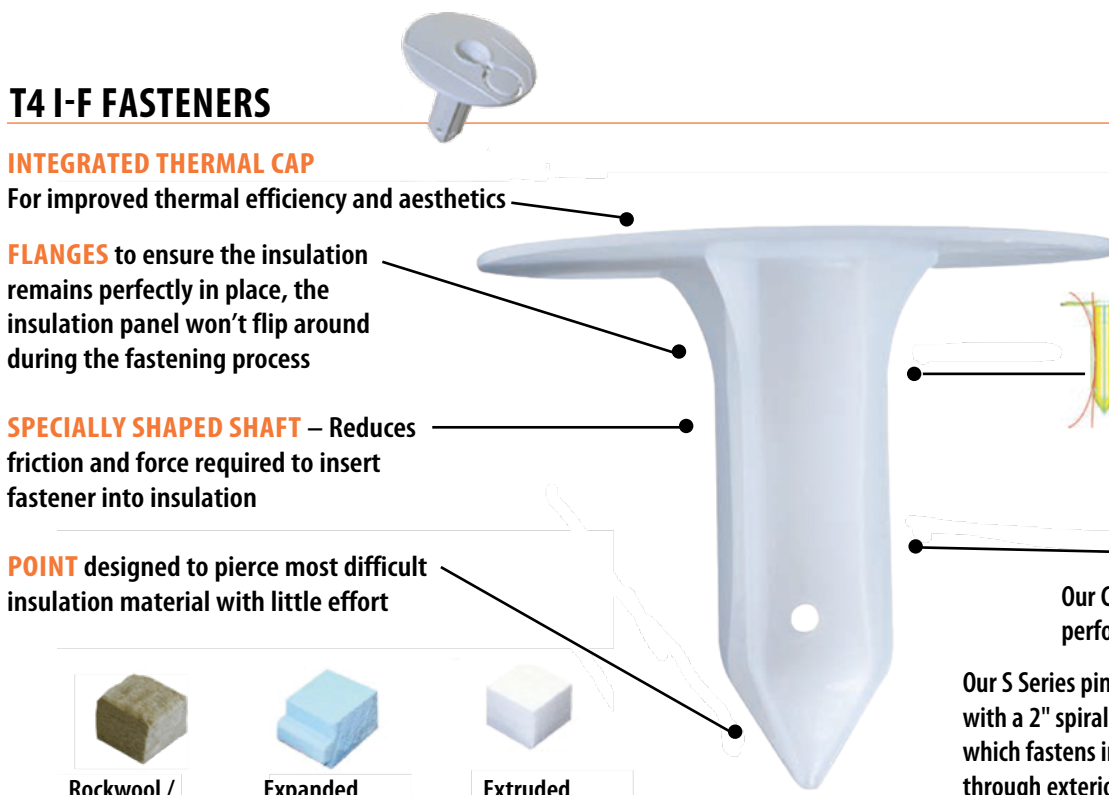 T4 I-F FASTENERS
INTEGRATED THERMAL CAP
For improved thermal efficiency and aesthetics
FLANGES to ensure the insulation
remains perfectly in place, the
insulation panel won’t flip around
during the fastening process
SPECIALLY SHAPED SHAFT – Reduces
friction and force required to insert
fastener into insulation
POINT designed to pierce most difficult
insulation material with little effort
Rockwool /
Expanded
Extruded
Our
Our S Series
with a 2" spiral
which fastens
through